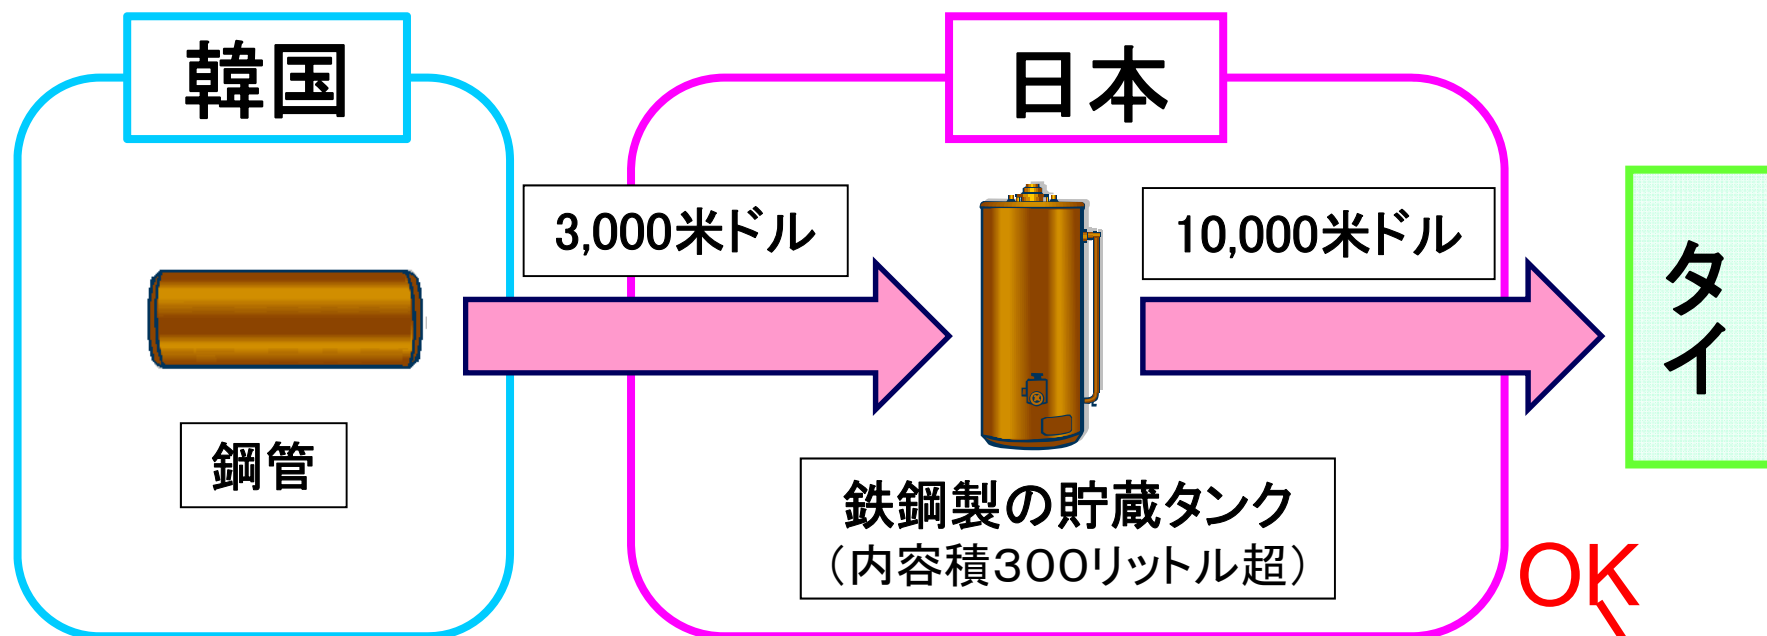 韓国
日本
3,000米ドル
10,000米ドル
タイ
鋼管
鉄鋼製の貯蔵タンク
（内容積300リットル超）
OK